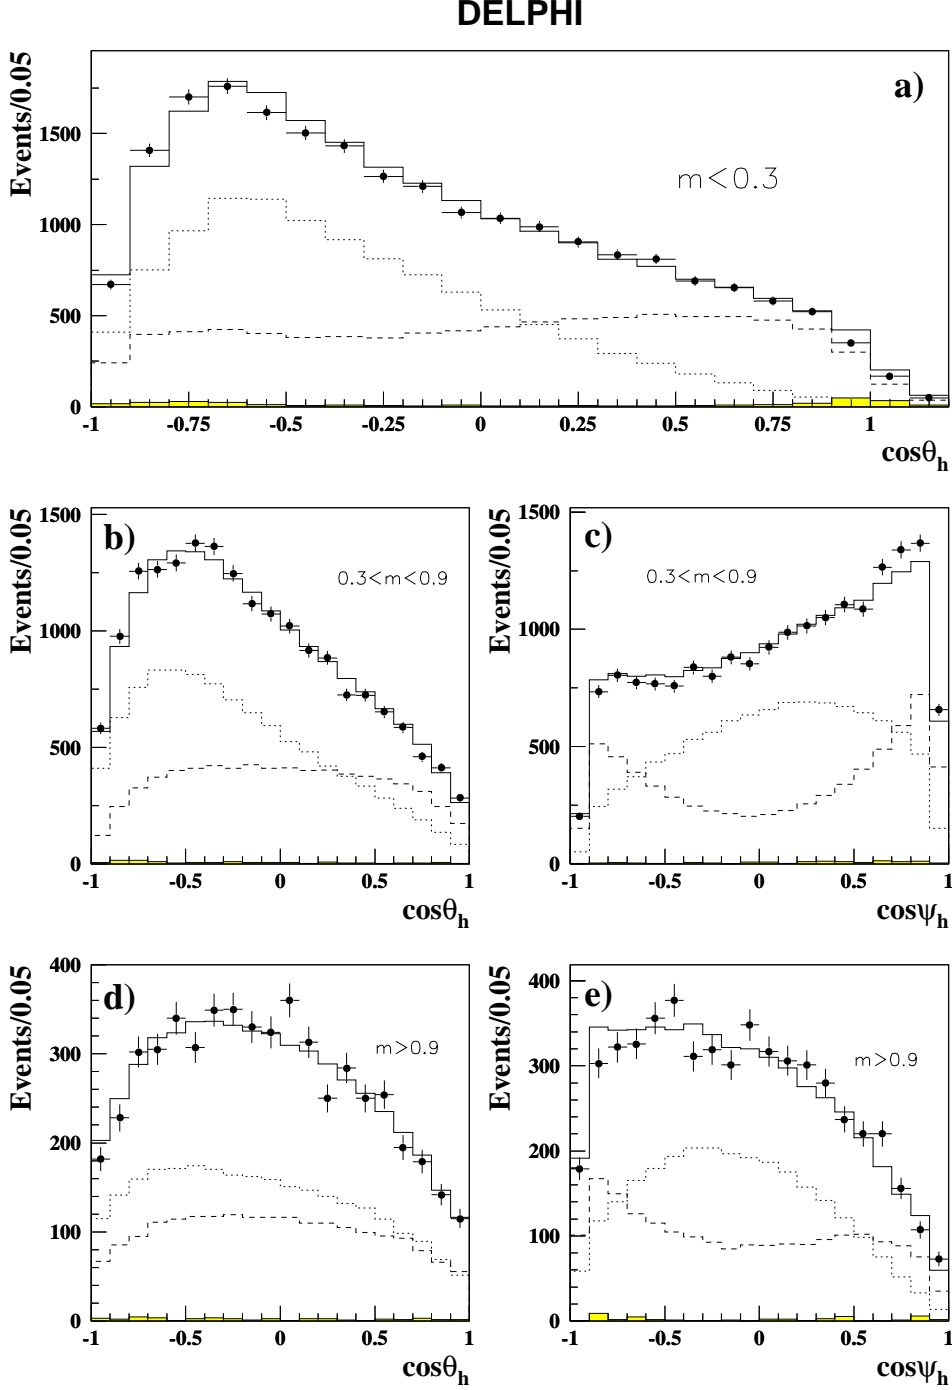 DELPHI
Events/0.05
a)
m<0.3
1500
1000
500
0
-1 -0.75 -0.5 -0.25 0 0.25 0.5 0.75 1
cosθh
Events/0.05
b)
0.3<m<0.9
1500
1000
500
0
-1 -0.5 0 0.5 1
cosθh
Events/0.05
c)
0.3<m<0.9
1500
1000
500
0
-1 -0.5 0 0.5 1
cosψh
Events/0.05
d)
m>0.9
400
300
200
100
0
-1 -0.5 0 0.5 1
cosθh
Events/0.05
e)
m>0.9
400
300
200
100
0
-1 -0.5 0 0.5 1
cosψh